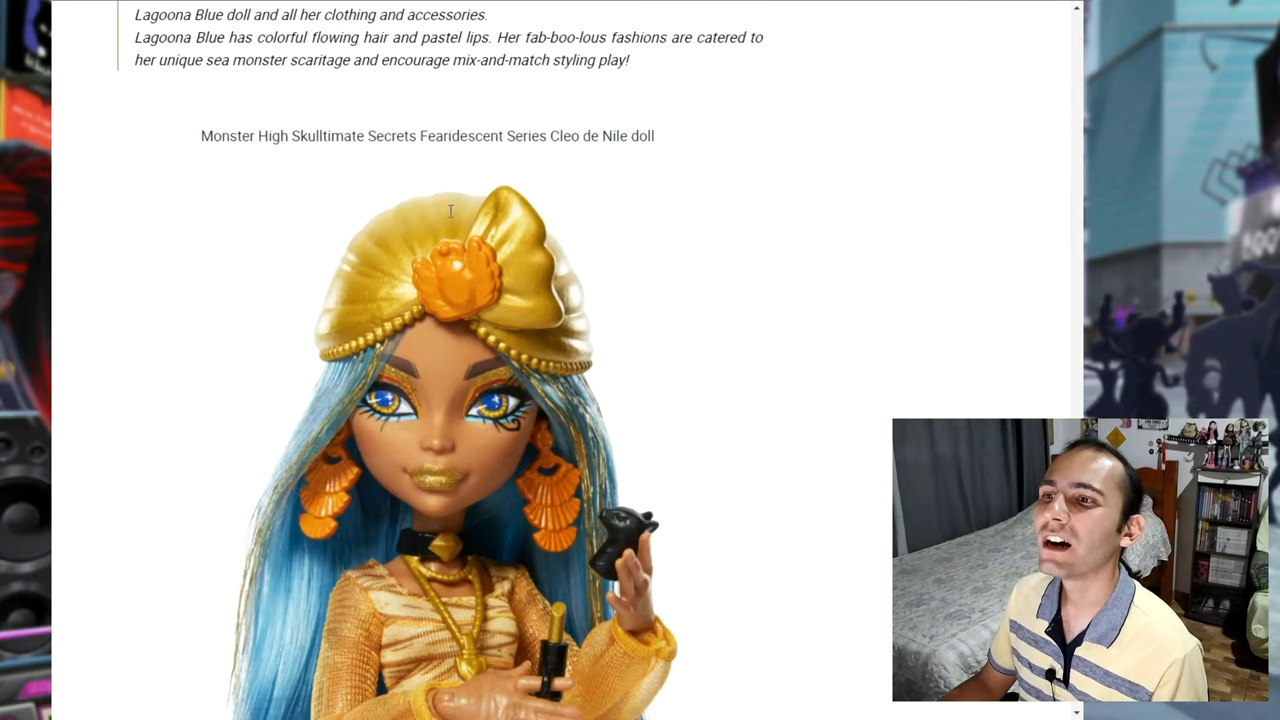 Lagoona Blue doll and all her clothing and accessories.
Lagoona Blue has colorful flowing hair and pastel lips. Her fab-boo-lous fashions are catered to
her unique sea monster scaritage and encourage mix-and-match styling play!
Monster High Skulltimate Secrets Fearidescent Series Cleo de Nile doll